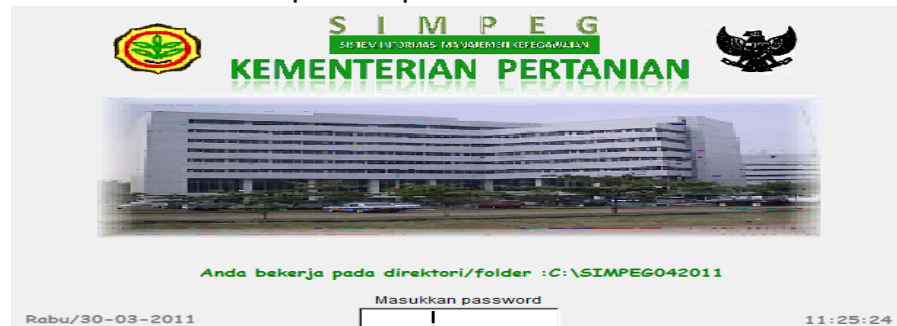 S I M P E G
SISTEM INFORMASI MANAJEMEN KEPEGAWAIAN
KEMENTERIAN PERTANIAN
Anda bekerja pada direktori/folder :C:\SIMPEG042011
Masukkan password
Rabu/30-03-2011
11:25:24